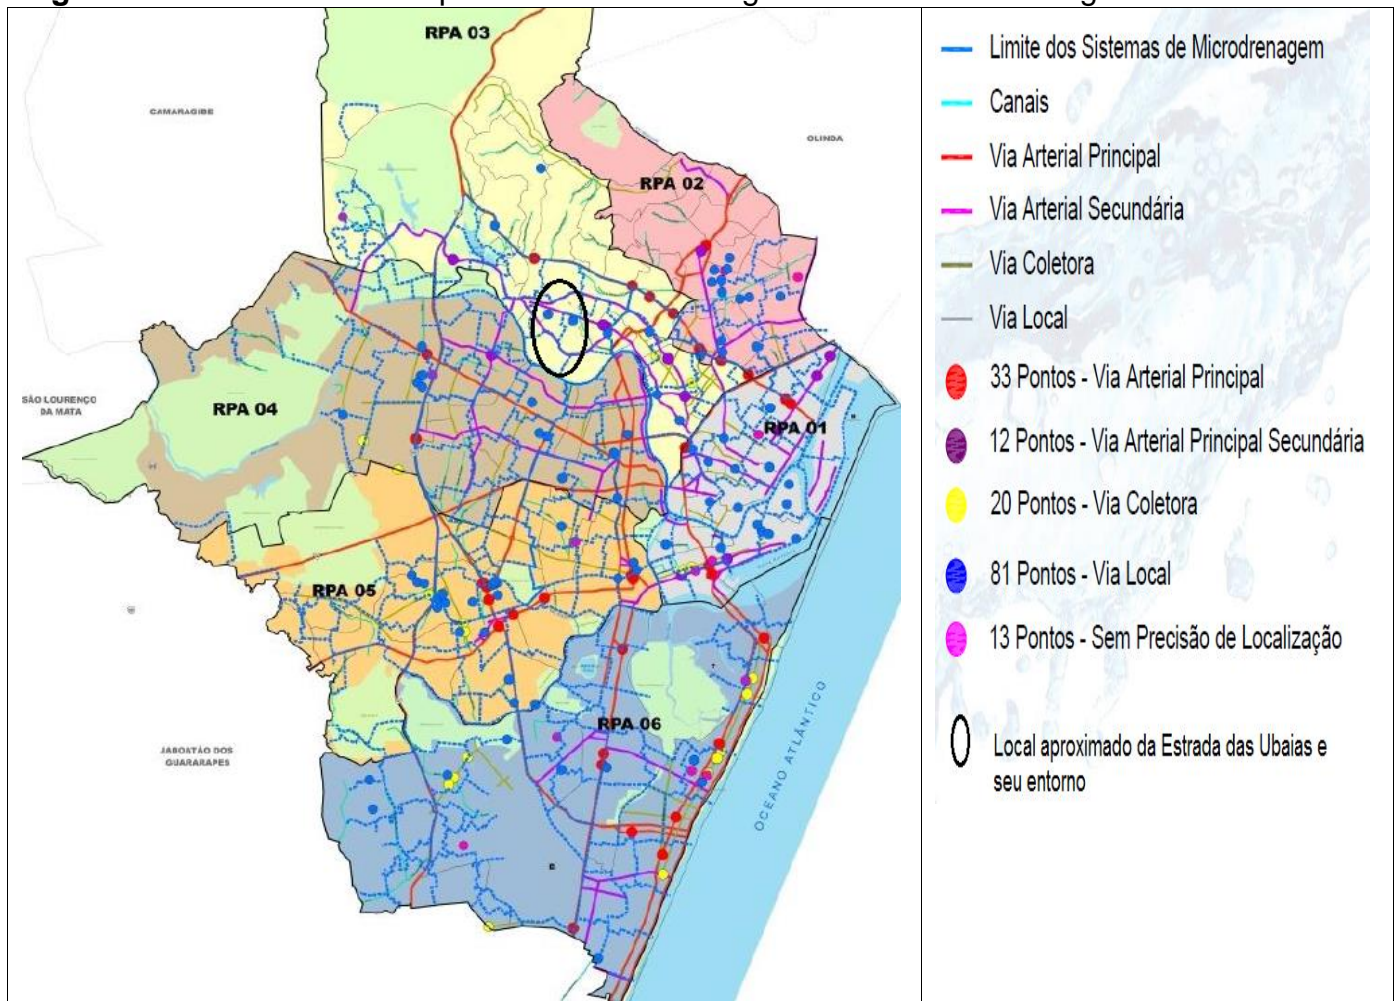 RPA 03
CAMARAGIBE
OLINDA
RPA 02
SÃO LOURENÇO
DA MATA
RPA 04
RPA 01
RPA 05
RPA 06
JABOATÃO DOS
GUARARAPES
OCEANO ATLÂNTICO
Limite dos Sistemas de Microdrenagem
Canais
Via Arterial Principal
Via Arterial Secundária
Via Coletora
Via Local
33 Pontos - Via Arterial Principal
12 Pontos - Via Arterial Principal Secundária
20 Pontos - Via Coletora
81 Pontos - Via Local
13 Pontos - Sem Precisão de Localização
Local aproximado da Estrada das Ubaias e
seu entorno